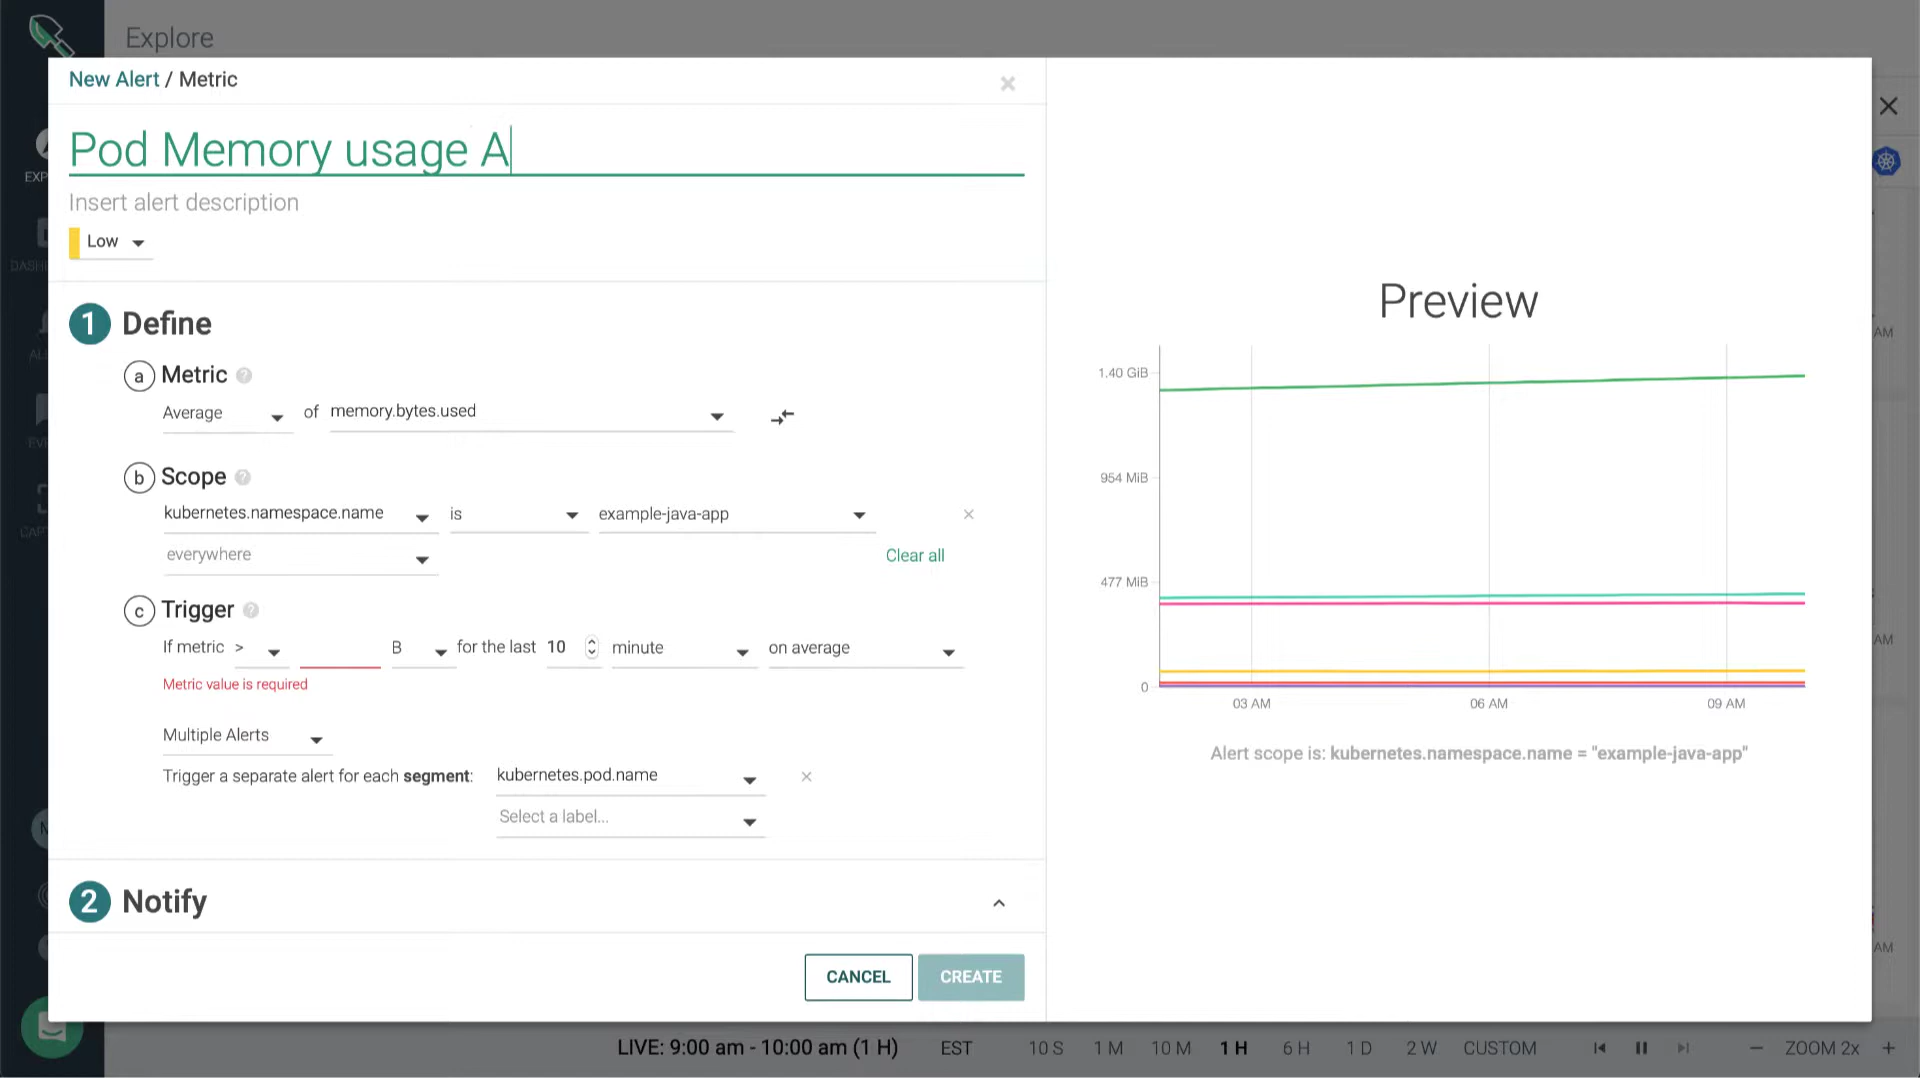 Explore
New Alert / Metric
Pod Memory usage A
Insert alert description
Low
1 Define
a Metric
Average of memory.bytes.used
b Scope
kubernetes.namespace.name is example-java-app
everywhere
Clear all
c Trigger
If metric > B for the last 10 minute on average
Metric value is required
Multiple Alerts
Trigger a separate alert for each segment: kubernetes.pod.name
Select a label...
2 Notify
CANCEL CREATE
Preview
1.40 GiB
954 MiB
477 MiB
0
03 AM 06 AM 09 AM
Alert scope is: kubernetes.namespace.name = "example-java-app"
EXP
DASH
AM
AM
AM
LIVE: 9:00 am - 10:00 am (1 H) EST 10 S 1 M 10 M 1 H 6 H 1 D 2 W CUSTOM ZOOM 2x